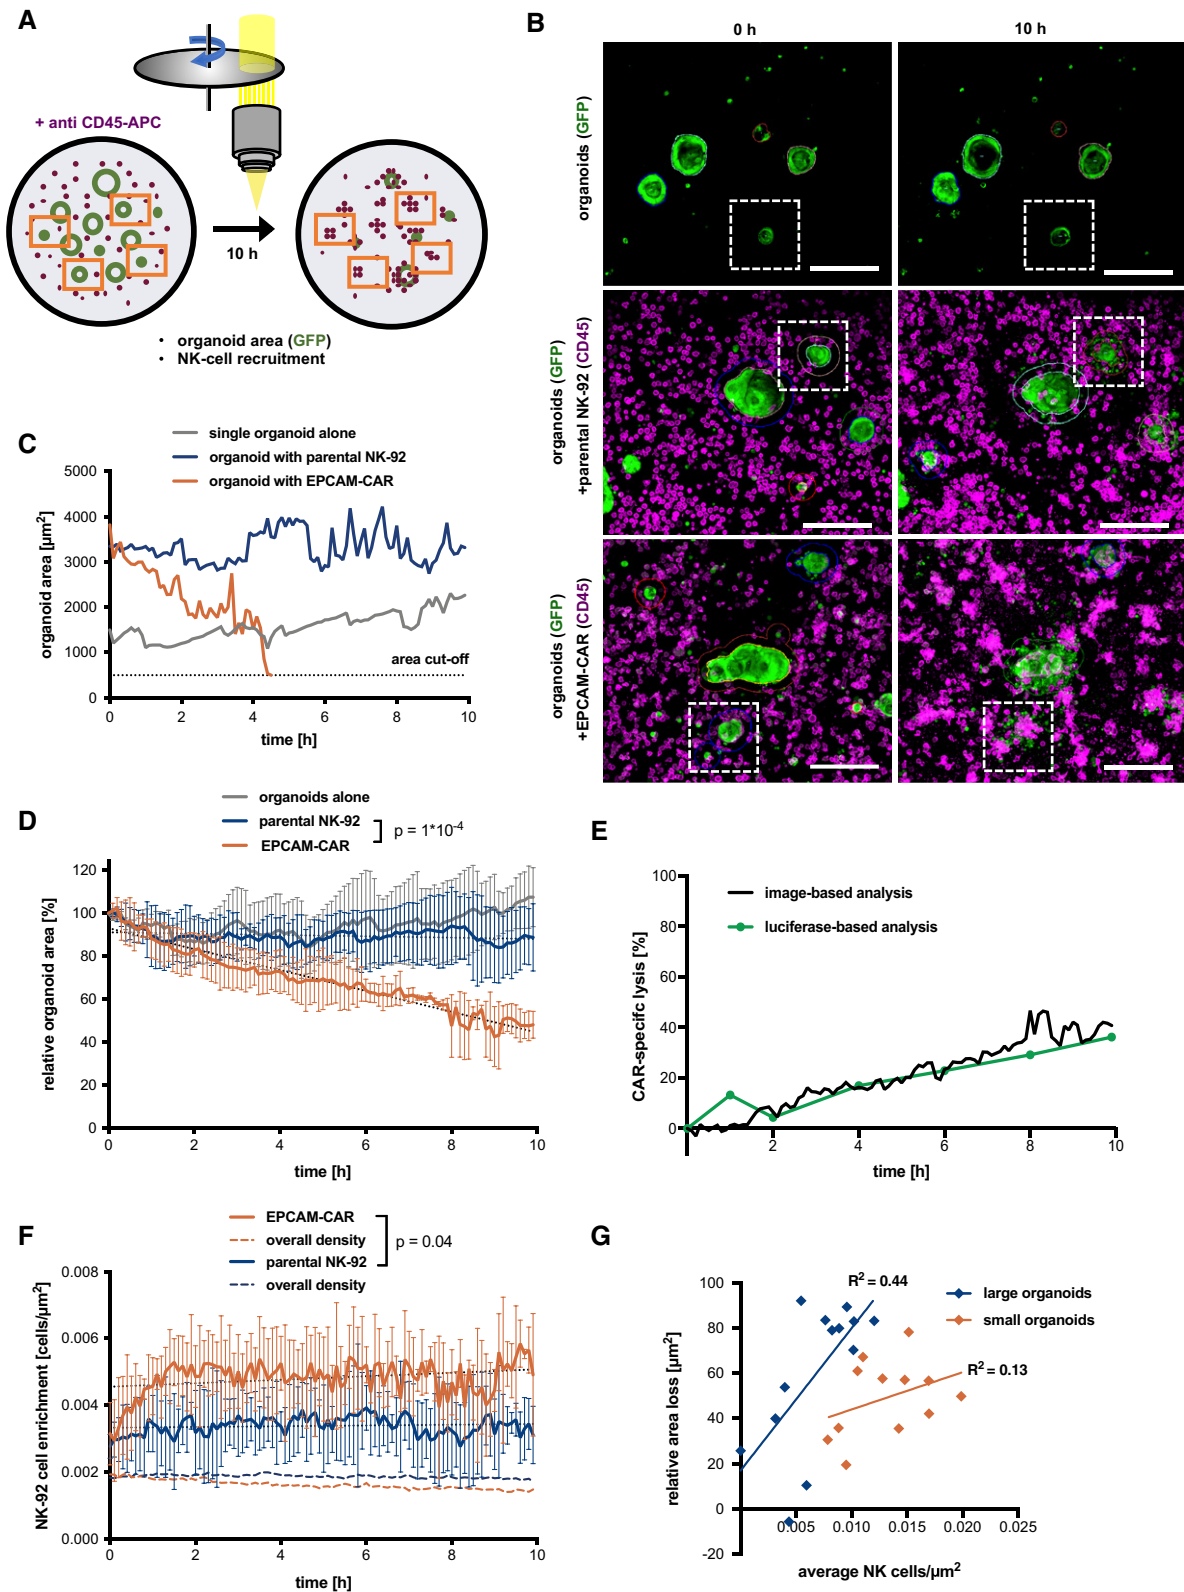 A
+ anti CD45-APC
10 h
• organoid area (GFP)
• NK-cell recruitment
B
0 h
10 h
organoids (GFP)
organoids (GFP)
+parental NK-92 (CD45)
organoids (GFP)
+EPCAM-CAR (CD45)
C
single organoid alone
organoid with parental NK-92
organoid with EPCAM-CAR
organoid area [µm²]
5000
4000
3000
2000
1000
0
area cut-off
0 2 4 6 8 10
time [h]
D
organoids alone
parental NK-92
EPCAM-CAR
p = 1*10⁻⁴
relative organoid area [%]
120
100
80
60
40
20
0
0 2 4 6 8 10
time [h]
E
image-based analysis
luciferase-based analysis
CAR-specifc lysis [%]
100
80
60
40
20
0
2 4 6 8 10
time [h]
F
EPCAM-CAR
overall density
parental NK-92
overall density
p = 0.04
NK-92 cell enrichment [cells/µm²]
0.008
0.006
0.004
0.002
0.000
0 2 4 6 8 10
time [h]
G
R² = 0.44
large organoids
small organoids
R² = 0.13
relative area loss [µm²]
100
80
60
40
20
0
-20
0.005 0.010 0.015 0.020 0.025
average NK cells/µm²